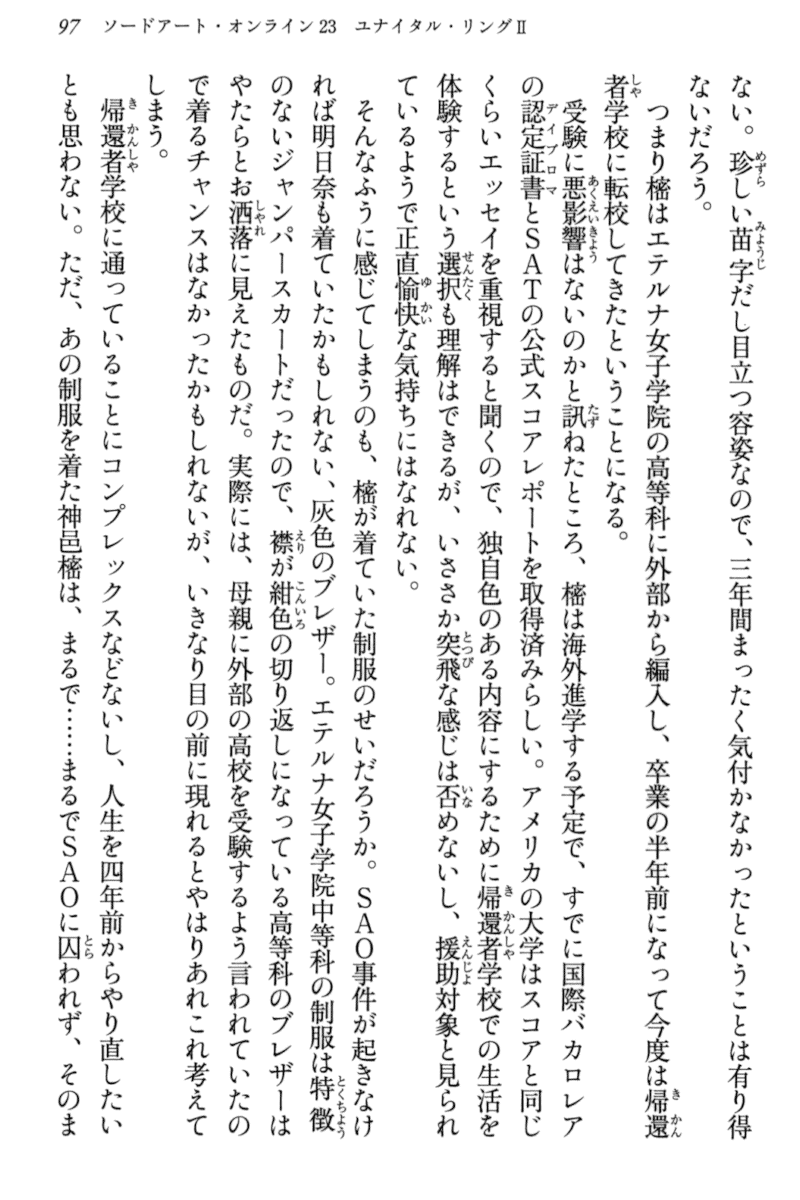 97 ソードアート・オンライン23 ユナイタル・リングⅡ
ない。珍しい苗字だし目立つ容姿なので、三年間まったく気付かなかったということは有り得
ないだろう。
つまり樒はエテルナ女子学院の高等科に外部から編入し、卒業の半年前になって今度は帰還
者学校に転校してきたということになる。
受験に悪影響はないのかと訊ねたところ、樒は海外進学する予定で、すでに国際バカロレア
の認定証書とSATの公式スコアレポートを取得済みらしい。アメリカの大学はスコアと同じ
くらいエッセイを重視すると聞くので、独自色のある内容にするために帰還者学校での生活を
体験するという選択も理解はできるが、いささか突飛な感じは否めないし、援助対象と見られ
ているようで正直愉快な気持ちにはなれない。
そんなふうに感じてしまうのも、樒が着ていた制服のせいだろうか。SAO事件が起きなけ
れば明日奈も着ていたかもしれない、灰色のブレザー。エテルナ女子学院中等科の制服は特徴
のないジャンパースカートだったので、襟が紺色の切り返しになっている高等科のブレザーは
やたらとお洒落に見えたものだ。実際には、母親に外部の高校を受験するよう言われていたの
で着るチャンスはなかったかもしれないが、いきなり目の前に現れるとやはりあれこれ考えて
しまう。
帰還者学校に通っていることにコンプレックスなどないし、人生を四年前からやり直したい
とも思わない。ただ、あの制服を着た神邑樒は、まるで……まるでSAOに囚われず、そのま